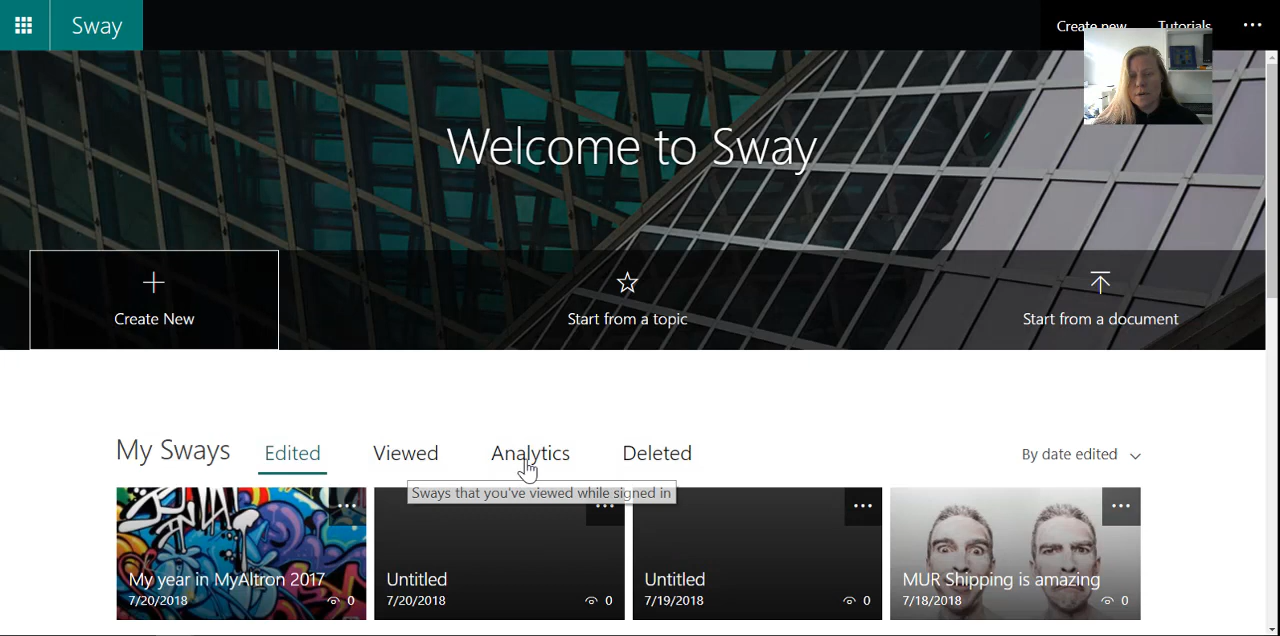 Sway
Create new
Tutorials
Welcome to Sway
Create New
Start from a topic
Start from a document
My Sways
Edited
Viewed
Analytics
Deleted
By date edited
Sways that you've viewed while signed in
My year in MyAltron 2017
7/20/2018
0
Untitled
7/20/2018
0
Untitled
7/19/2018
0
MUR Shipping is amazing
7/18/2018
0